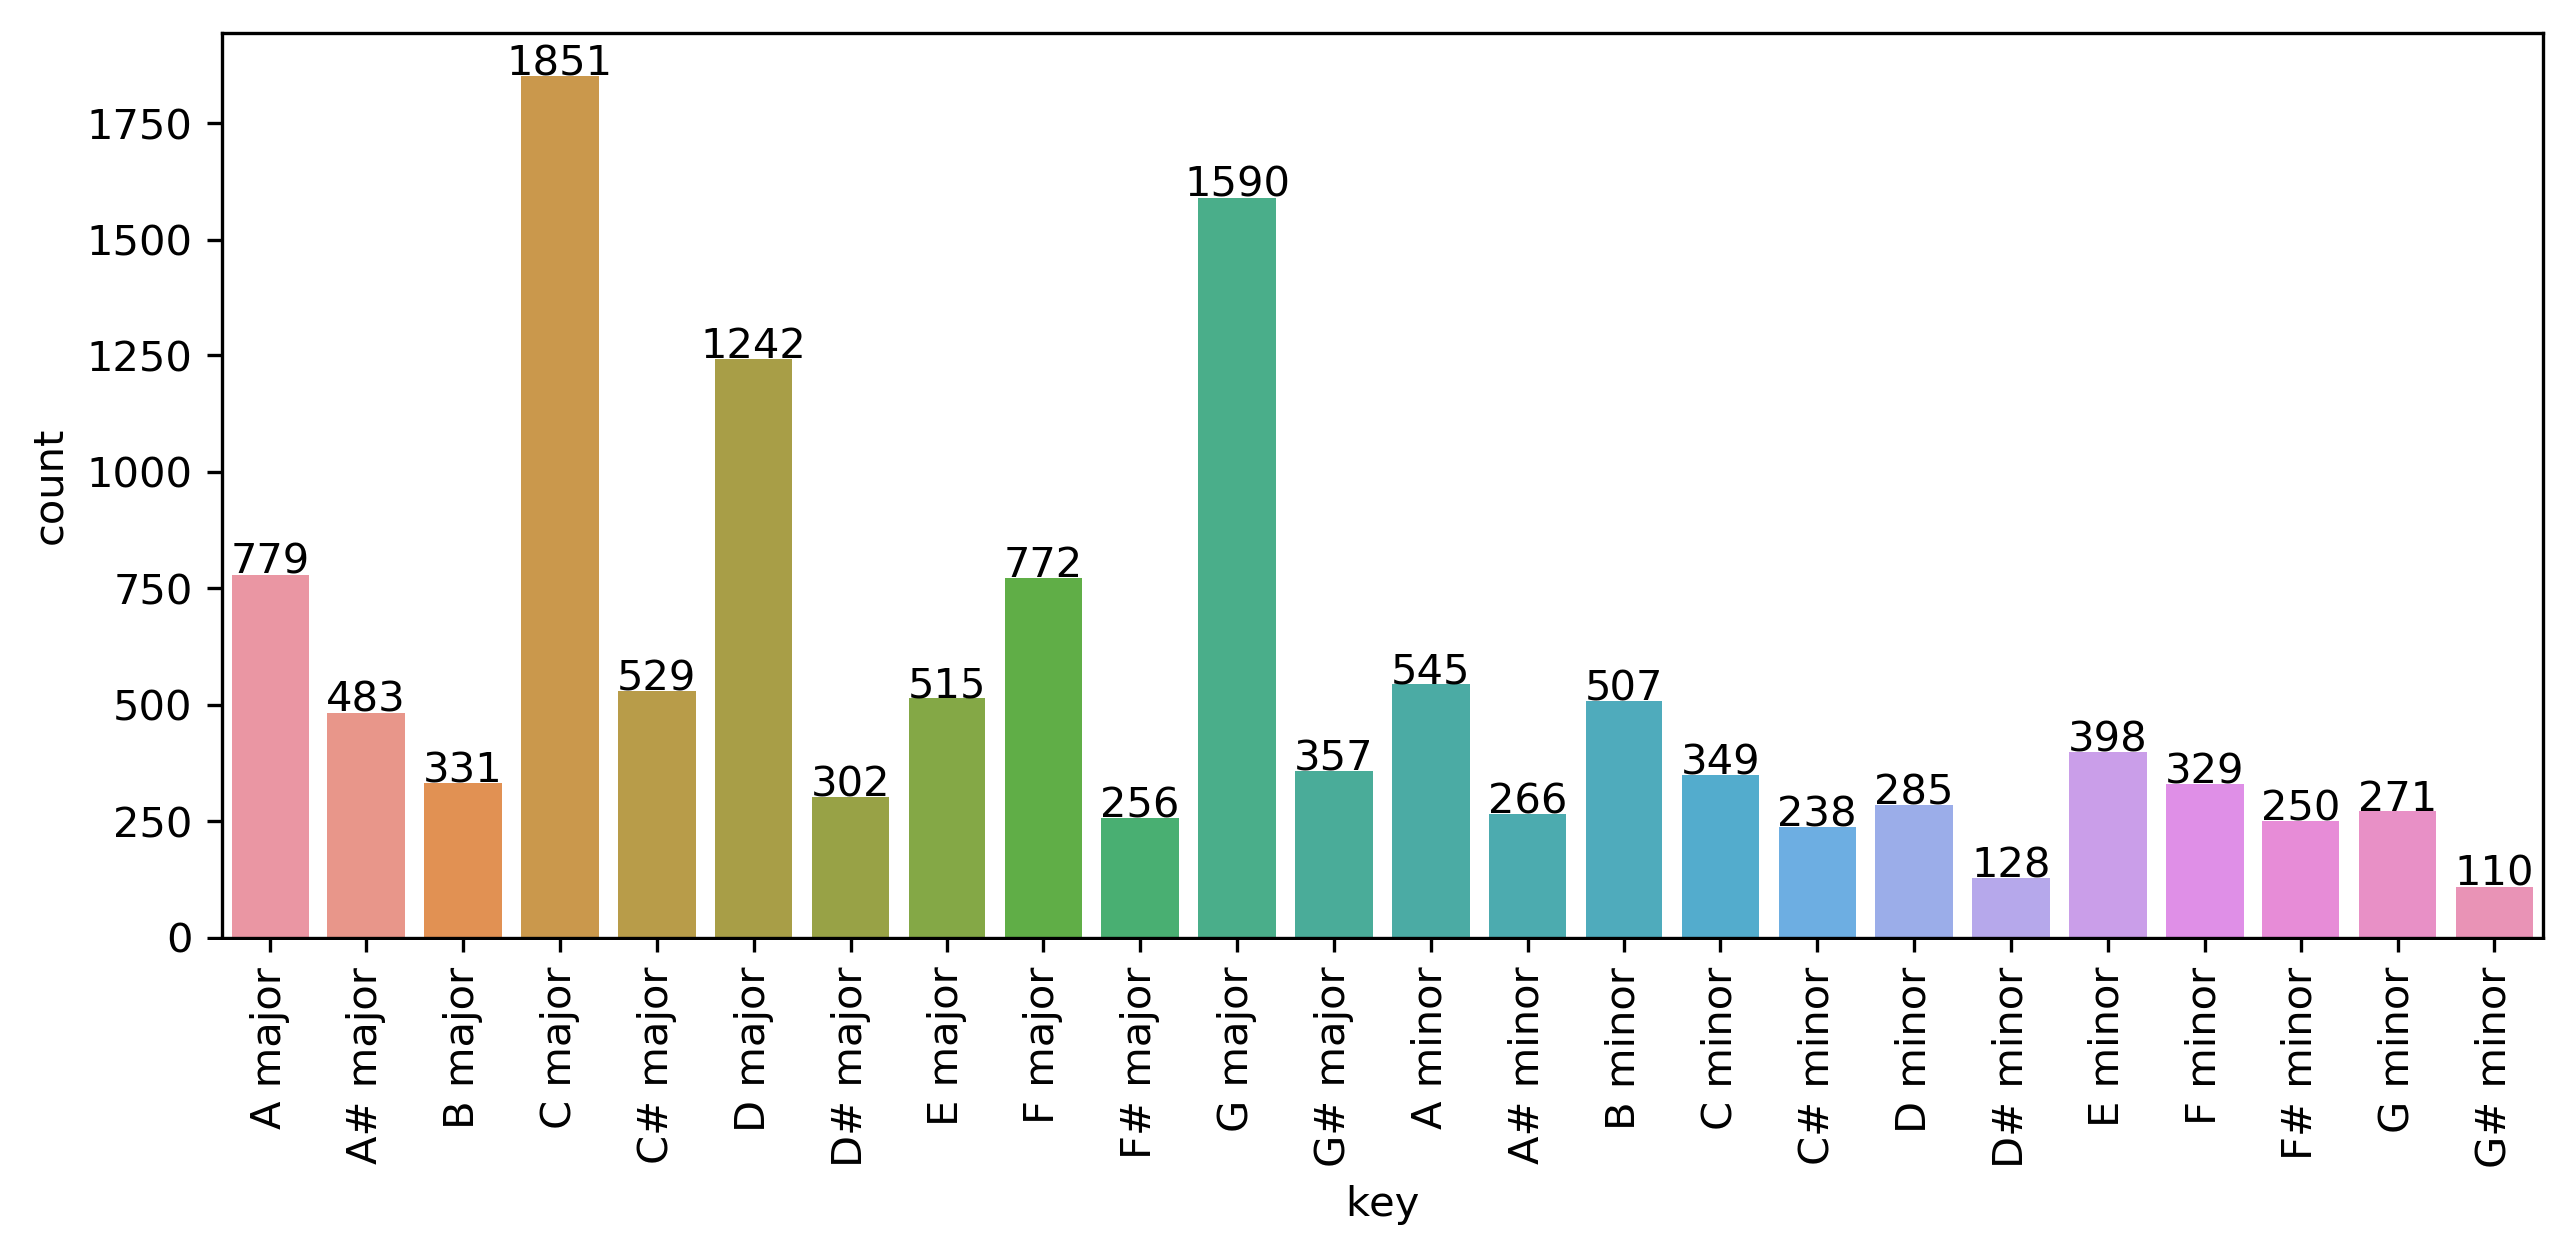 1851
1750
1590
1500
1242
1250
count
1000
779
772
750
545
529
515
507
500
483
398
357
349
331
329
302
285
271
266
256
250
238
250
128
110
0
A major
A# major
B major
C major
C# major
D major
D# major
E major
F major
F# major
G major
G# major
A minor
A# minor
B minor
C minor
C# minor
D minor
D# minor
E minor
F minor
F# minor
G minor
G# minor
key